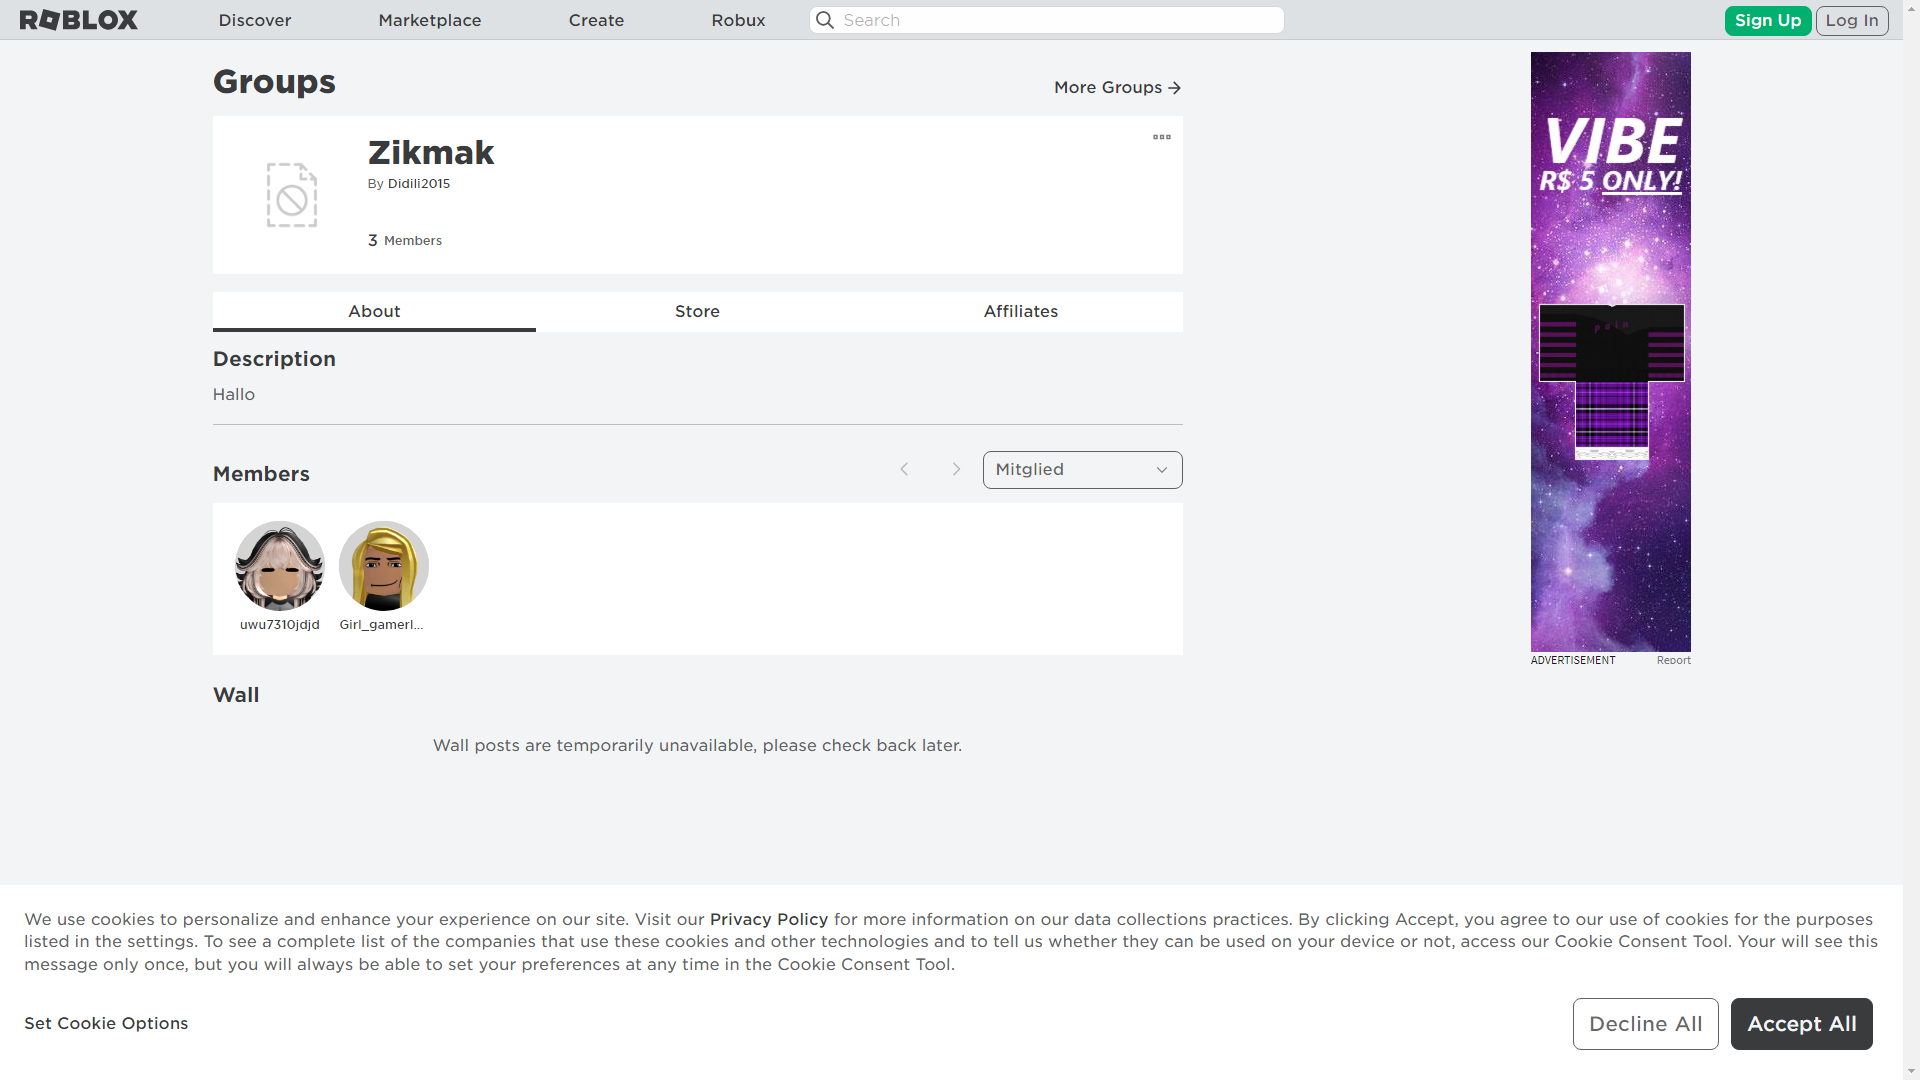 ROBLOX
Discover
Marketplace
Create
Robux
Search
Sign Up
Log In
Groups
More Groups
Zikmak
By Didili2015
3 Members
About
Store
Affiliates
Description
Hallo
Members
Mitglied
uwu7310jdjd
Girl_gamerl...
Wall
Wall posts are temporarily unavailable, please check back later.
VIBE
R$ 5 ONLY!
pain
ADVERTISEMENT
Report
We use cookies to personalize and enhance your experience on our site. Visit our Privacy Policy for more information on our data collections practices. By clicking Accept, you agree to our use of cookies for the purposes
listed in the settings. To see a complete list of the companies that use these cookies and other technologies and to tell us whether they can be used on your device or not, access our Cookie Consent Tool. Your will see this
message only once, but you will always be able to set your preferences at any time in the Cookie Consent Tool.
Set Cookie Options
Decline All
Accept All